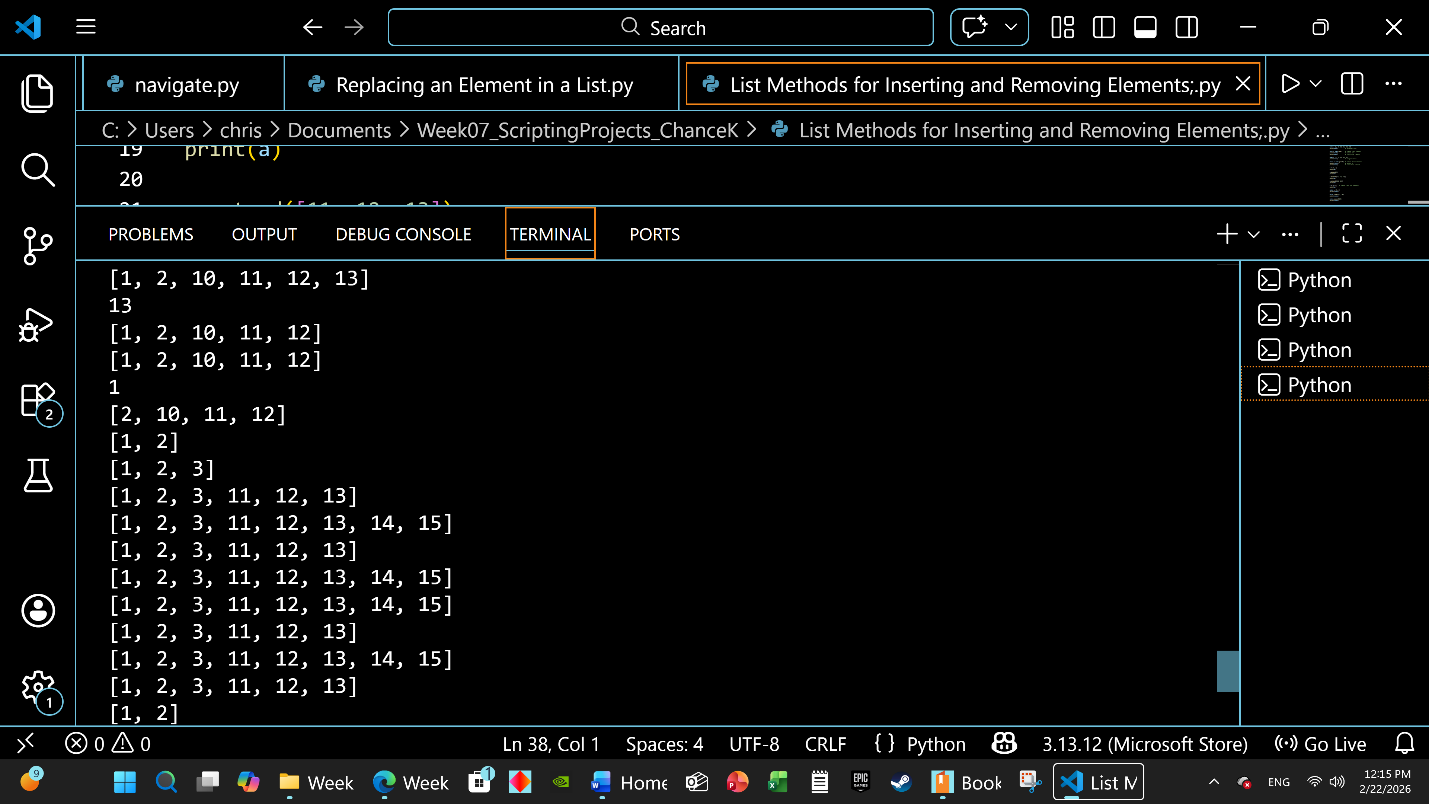 Search
navigate.py
Replacing an Element in a List.py
List Methods for Inserting and Removing Elements;.py
C: > Users > chris > Documents > Week07_ScriptingProjects_ChanceK > List Methods for Inserting and Removing Elements;.py > ...
19 print(a)
20
PROBLEMS OUTPUT DEBUG CONSOLE TERMINAL PORTS
[1, 2, 10, 11, 12, 13]
13
[1, 2, 10, 11, 12]
[1, 2, 10, 11, 12]
1
[2, 10, 11, 12]
[1, 2]
[1, 2, 3]
[1, 2, 3, 11, 12, 13]
[1, 2, 3, 11, 12, 13, 14, 15]
[1, 2, 3, 11, 12, 13]
[1, 2, 3, 11, 12, 13, 14, 15]
[1, 2, 3, 11, 12, 13, 14, 15]
[1, 2, 3, 11, 12, 13]
[1, 2, 3, 11, 12, 13, 14, 15]
[1, 2, 3, 11, 12, 13]
[1, 2]
Python
Python
Python
Python
2
1
0 0
Ln 38, Col 1 Spaces: 4 UTF-8 CRLF {} Python 3.13.12 (Microsoft Store) Go Live
9
Week
Week
1
Home
EPIC GAMES
Book
List M
ENG
12:15 PM
2/22/2026